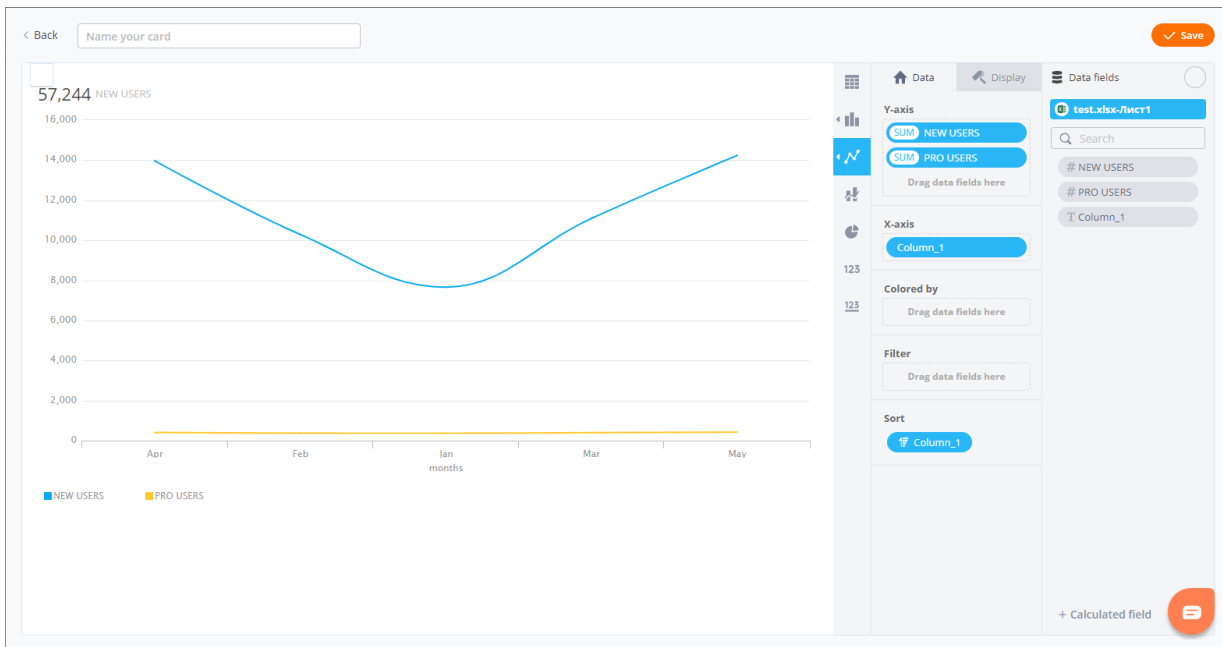 Back
Name your card
Save
57,244 NEW USERS
16,000
14,000
12,000
10,000
8,000
6,000
4,000
2,000
0
Apr Feb Jan Mar May
months
NEW USERS PRO USERS
123
123
Data Display
Y-axis
SUM NEW USERS
SUM PRO USERS
Drag data fields here
X-axis
Column_1
Colored by
Drag data fields here
Filter
Drag data fields here
Sort
Column_1
Data fields
test.xlsx-Лист1
Search
# NEW USERS
# PRO USERS
T Column_1
+ Calculated field